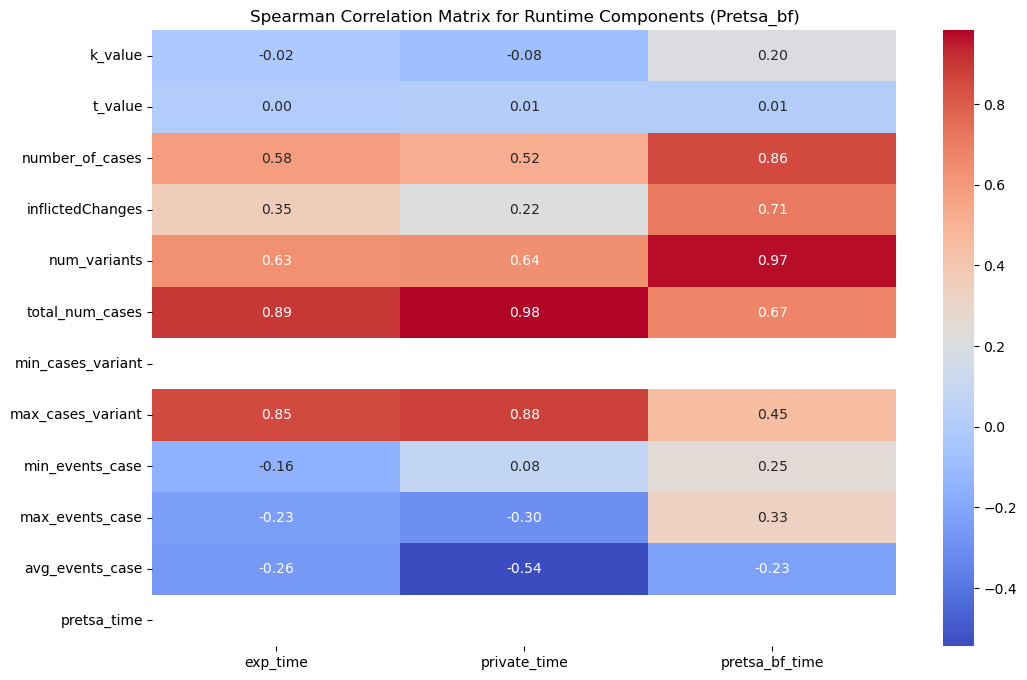 Spearman Correlation Matrix for Runtime Components (Pretsa_bf)
k_value -0.02 -0.08 0.20
t_value 0.00 0.01 0.01
number_of_cases 0.58 0.52 0.86
inflictedChanges 0.35 0.22 0.71
num_variants 0.63 0.64 0.97
total_num_cases 0.89 0.98 0.67
min_cases_variant
max_cases_variant 0.85 0.88 0.45
min_events_case -0.16 0.08 0.25
max_events_case -0.23 -0.30 0.33
avg_events_case -0.26 -0.54 -0.23
pretsa_time
exp_time private_time pretsa_bf_time
0.8
0.6
0.4
0.2
0.0
−0.2
−0.4